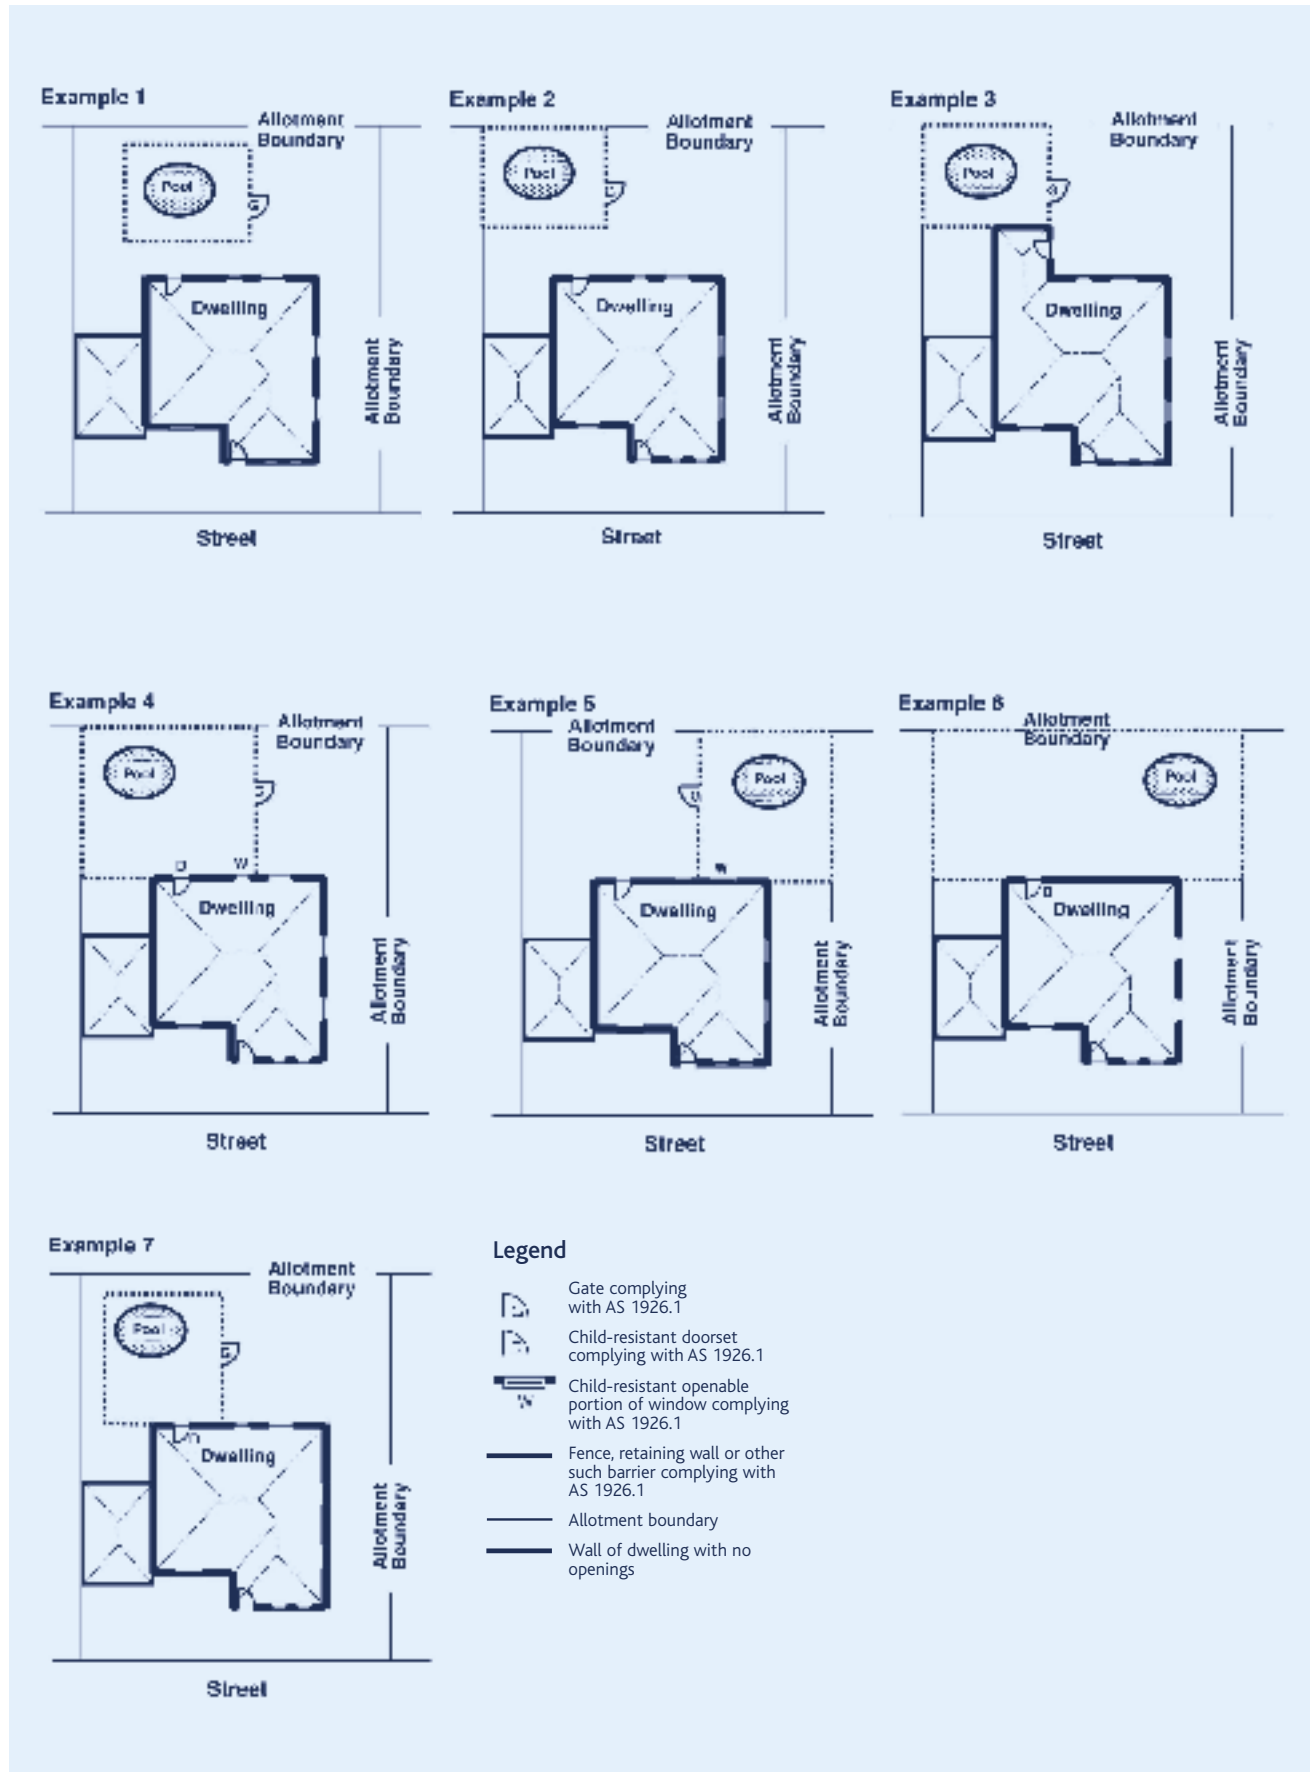 Example 1
Allotment
Boundary
Pool
G
Dwelling
Allotment
Boundary
Street
Example 2
Allotment
Boundary
Pool
Dwelling
Allotment
Boundary
Street
Example 3
Allotment
Boundary
Pool
G
Dwelling
Allotment
Boundary
Street
Example 4
Allotment
Boundary
Pool
D
W
Dwelling
Allotment
Boundary
Street
Example 5
Allotment
Boundary
Pool
G
W
Dwelling
Allotment
Boundary
Street
Example 6
Allotment
Boundary
Pool
D
Dwelling
Allotment
Boundary
Street
Example 7
Allotment
Boundary
Pool
Dwelling
Allotment
Boundary
Street
Legend
Gate complying
with AS 1926.1
Child-resistant doorset
complying with AS 1926.1
W
Child-resistant openable
portion of window complying
with AS 1926.1
Fence, retaining wall or other
such barrier complying with
AS 1926.1
Allotment boundary
Wall of dwelling with no
openings